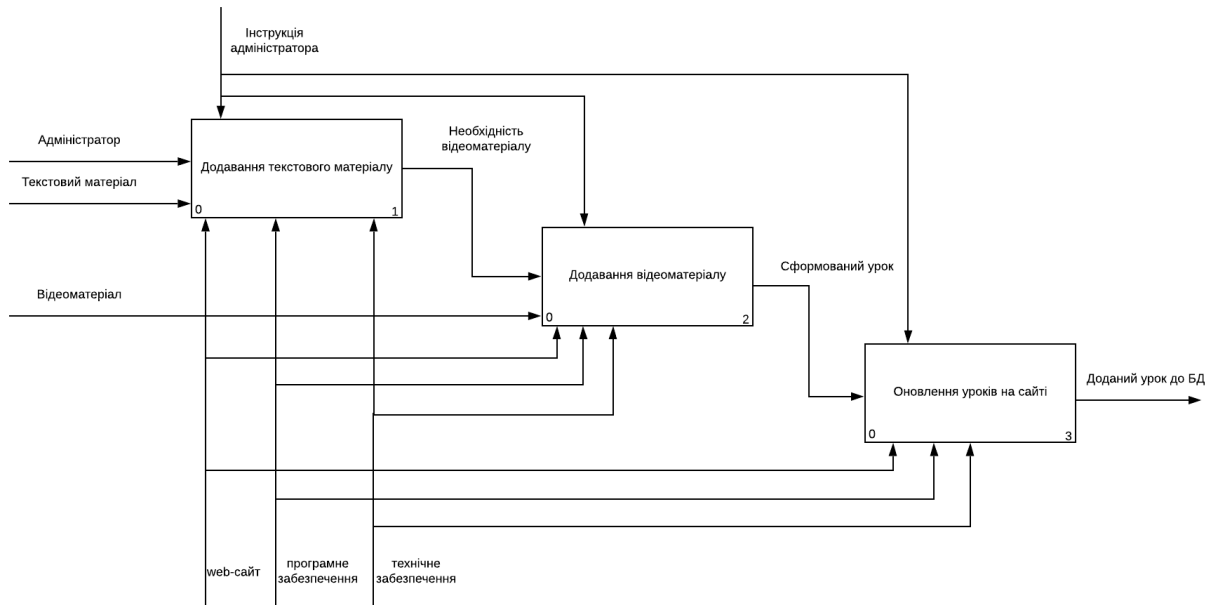 Інструкція
адміністратора
Адміністратор
Текстовий матеріал
Додавання текстового матеріалу
0
1
Необхідність
відеоматеріалу
Відеоматеріал
Додавання відеоматеріалу
0
2
Сформований урок
Оновлення уроків на сайті
0
3
Доданий урок до БД
web-сайт
програмне
забезпечення
технічне
забезпечення